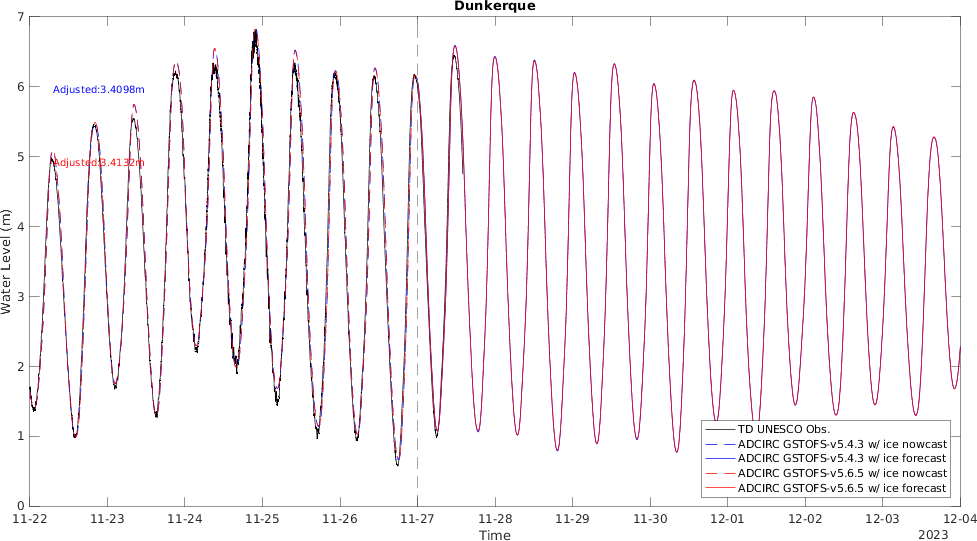 Dunkerque
7
6
5
4
3
2
1
0
Water Level (m)
Adjusted:3.4098m
Adjusted:3.4132m
TD UNESCO Obs.
ADCIRC GSTOFS-v5.4.3 w/ ice nowcast
ADCIRC GSTOFS-v5.4.3 w/ ice forecast
ADCIRC GSTOFS-v5.6.5 w/ ice nowcast
ADCIRC GSTOFS-v5.6.5 w/ ice forecast
11-22 11-23 11-24 11-25 11-26 11-27 11-28 11-29 11-30 12-01 12-02 12-03 12-04
Time
2023